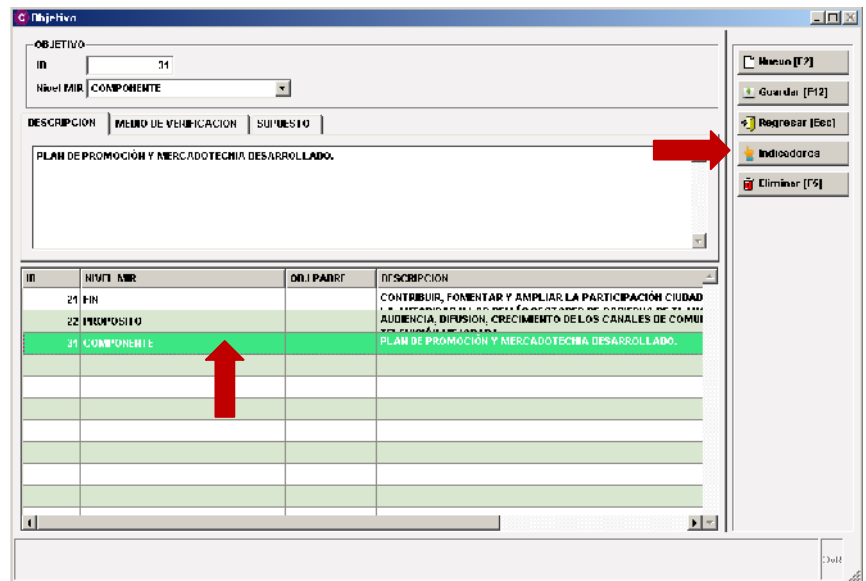 Objetivo
OBJETIVO
ID 31
Nivel MIR COMPONENTE
DESCRIPCION MEDIO DE VERIFICACION SUPUESTO
PLAN DE PROMOCIÓN Y MERCADOTECNIA DESARROLLADO.
Nuevo [F2]
Guardar [F12]
Regresar [Esc]
Indicadores
Eliminar [F5]
ID NIVEL MIR OBJ PADRE DESCRIPCION
21 FIN CONTRIBUIR, FOMENTAR Y AMPLIAR LA PARTICIPACIÓN CIUDAD
22 PROPOSITO AUDIENCIA, DIFUSIÓN, CRECIMIENTO DE LOS CANALES DE COMUI
31 COMPONENTE PLAN DE PROMOCIÓN Y MERCADOTECNIA DESARROLLADO.